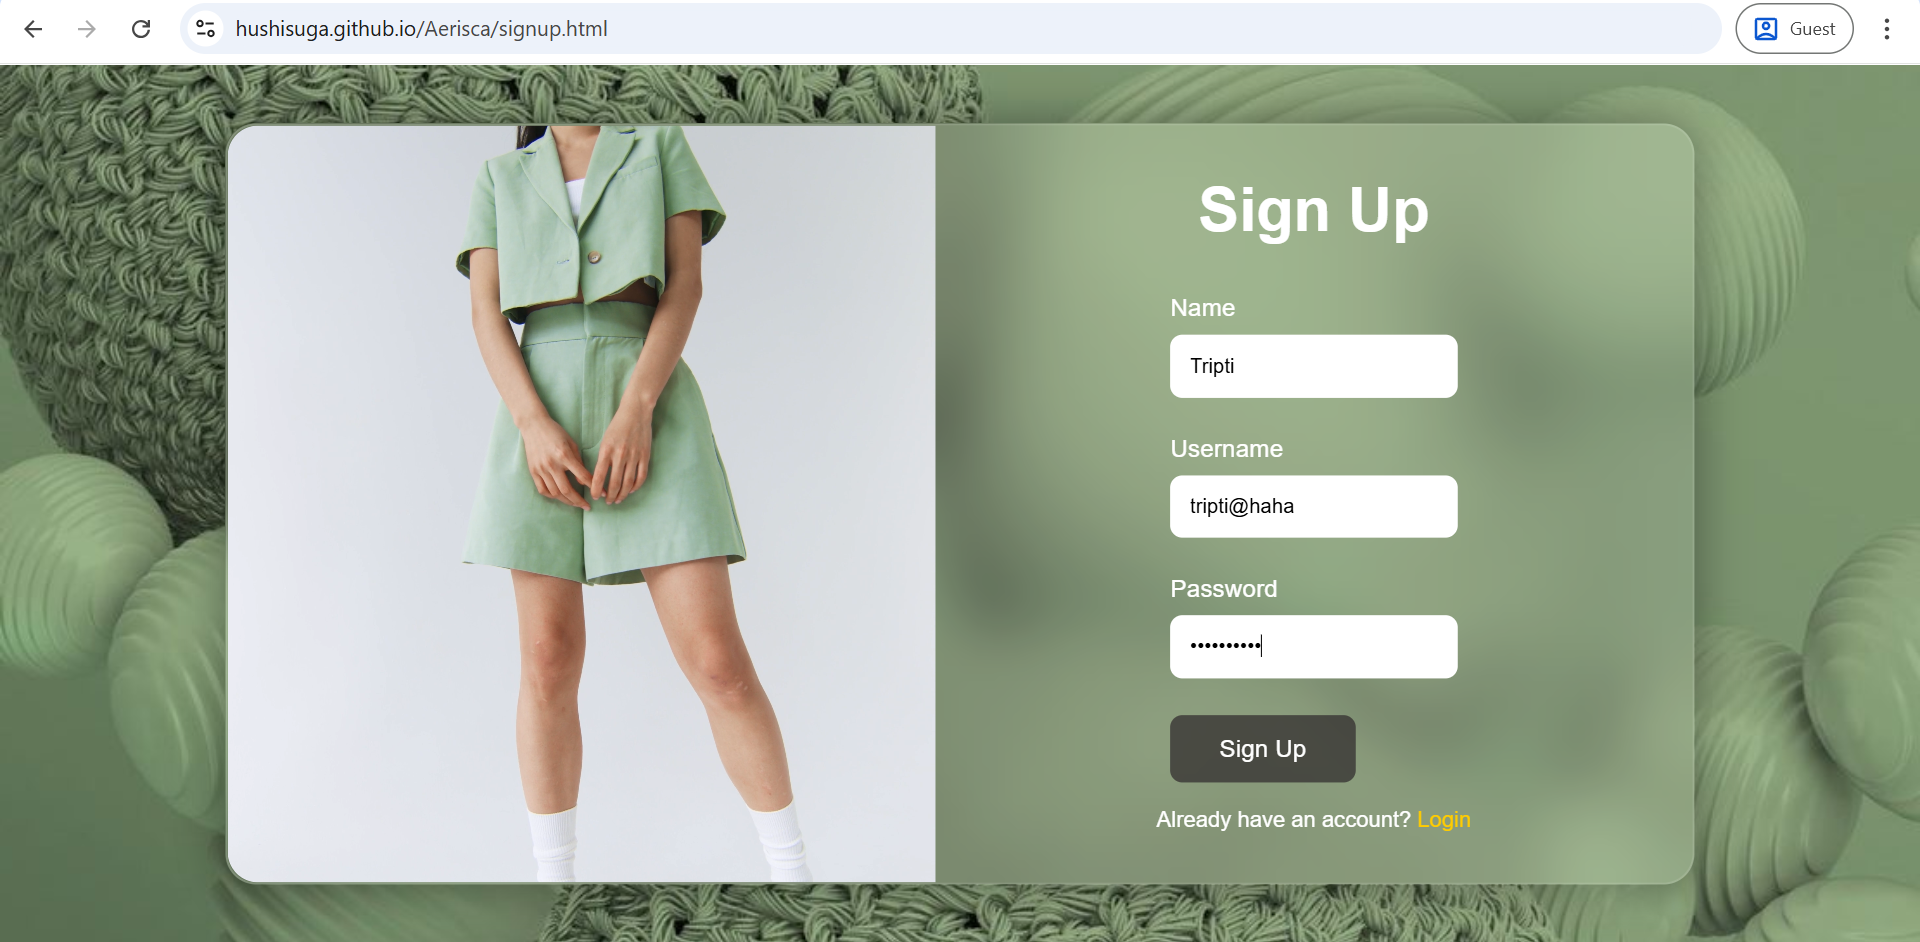 hushisuga.github.io/Aerisca/signup.html
Guest
Sign Up
Name
Tripti
Username
tripti@haha
Password
••••••••••
Sign Up
Already have an account? Login